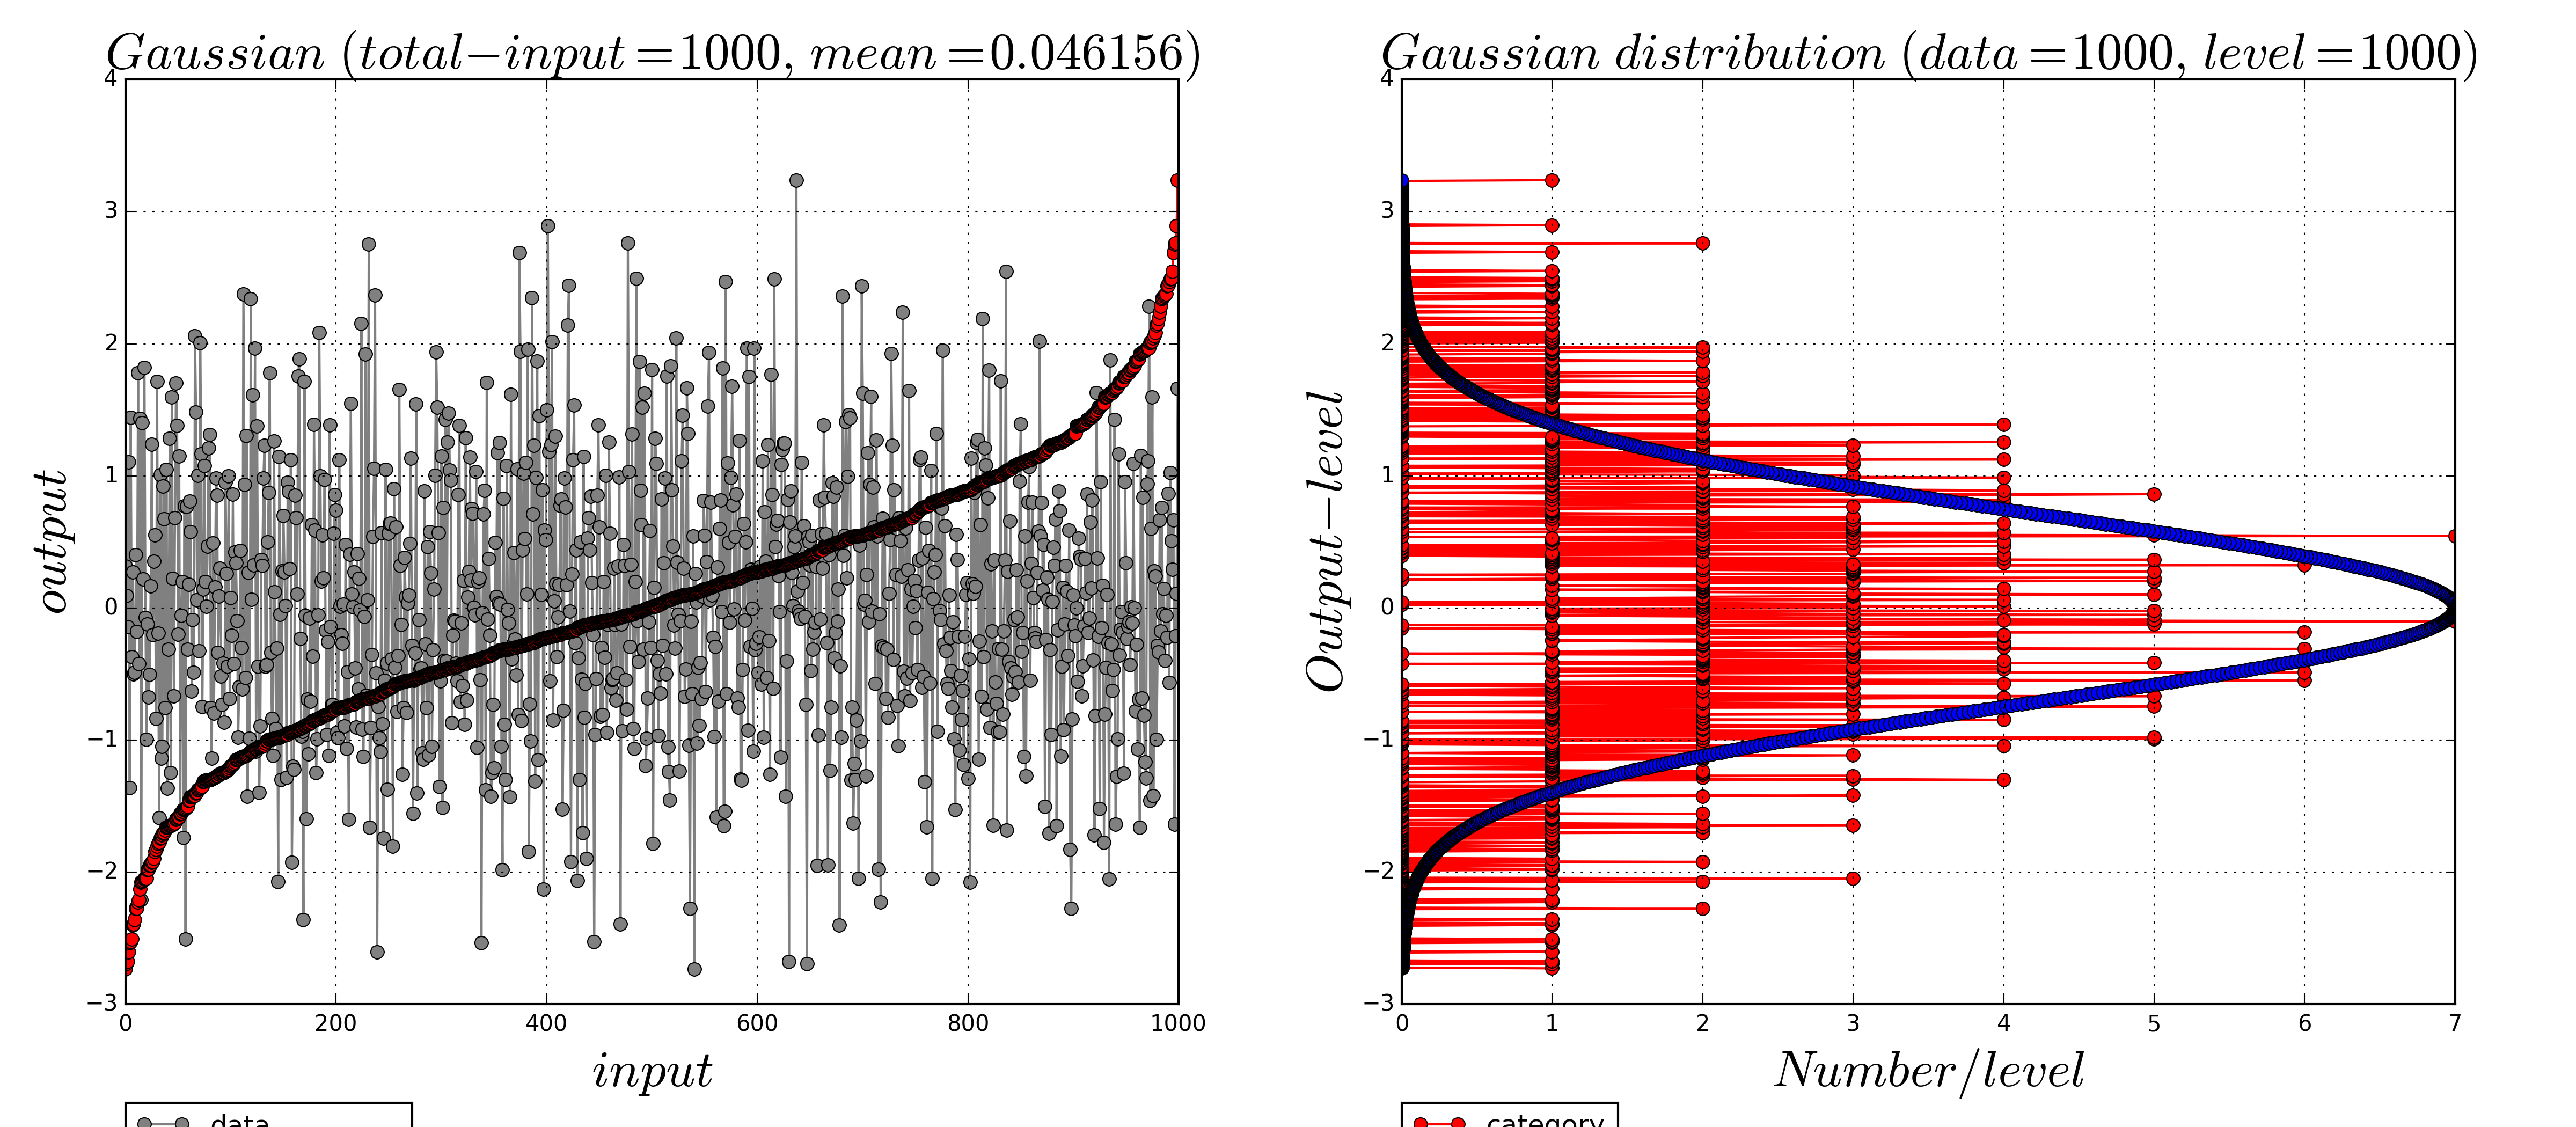 Gaussian (total−input=1000, mean=0.046156)
4
3
2
1
0
−1
−2
−3
output
0 200 400 600 800 1000
input
data
Gaussian distribution (data=1000, level=1000)
4
3
2
1
0
−1
−2
−3
Output−level
0 1 2 3 4 5 6 7
Number/level
category